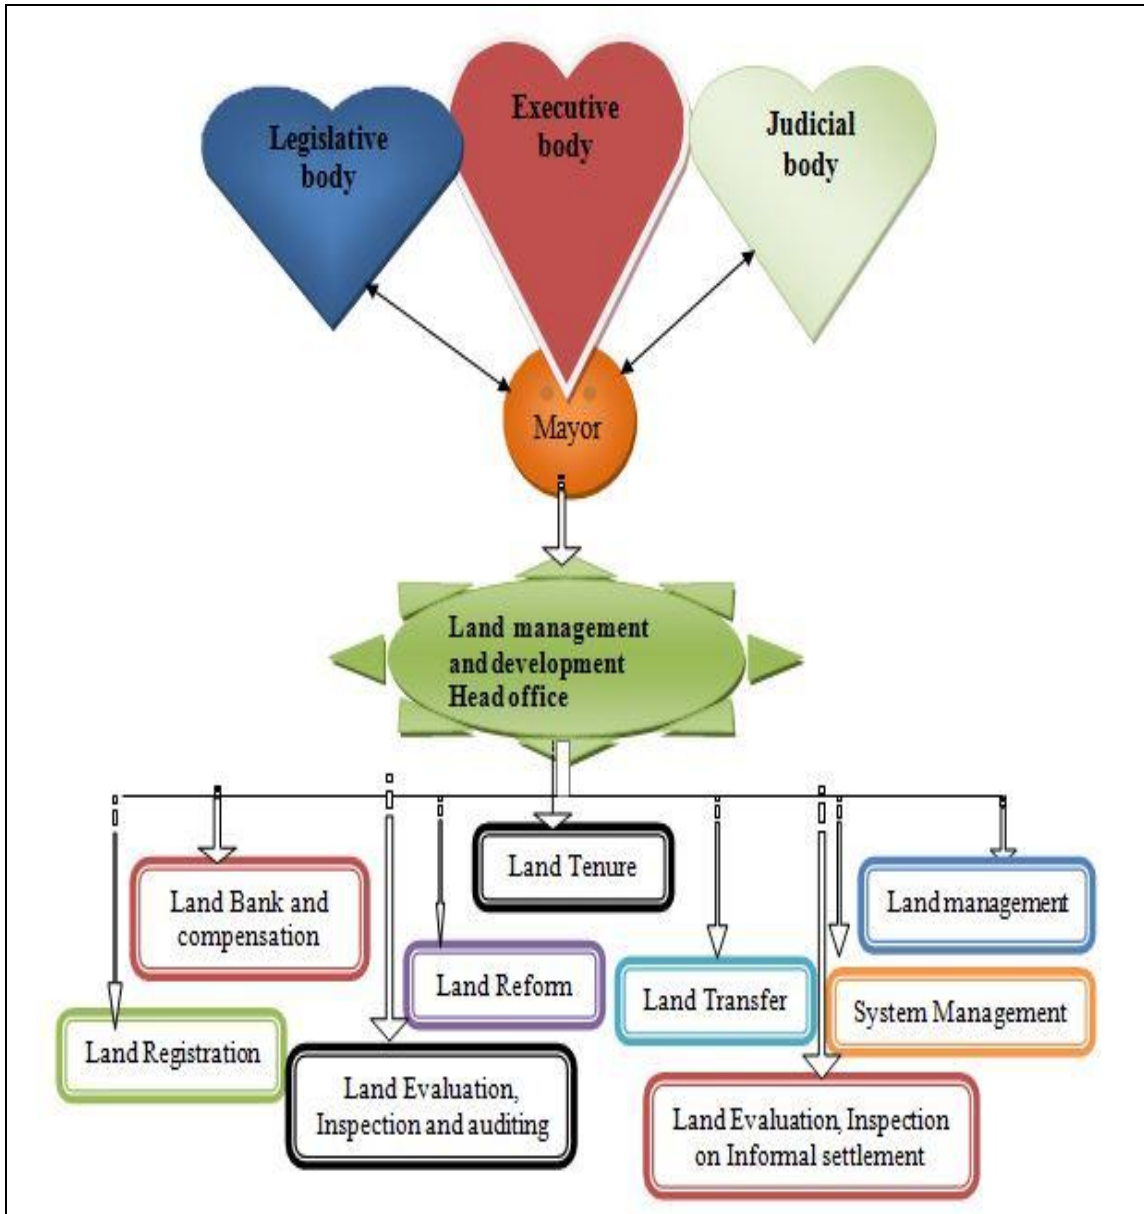 Legislative
body
Executive
body
Judicial
body
Mayor
Land management
and development
Head office
Land Tenure
Land Bank and
compensation
Land management
Land Reform
Land Transfer
System Management
Land Registration
Land Evaluation,
Inspection and auditing
Land Evaluation, Inspection
on Informal settlement